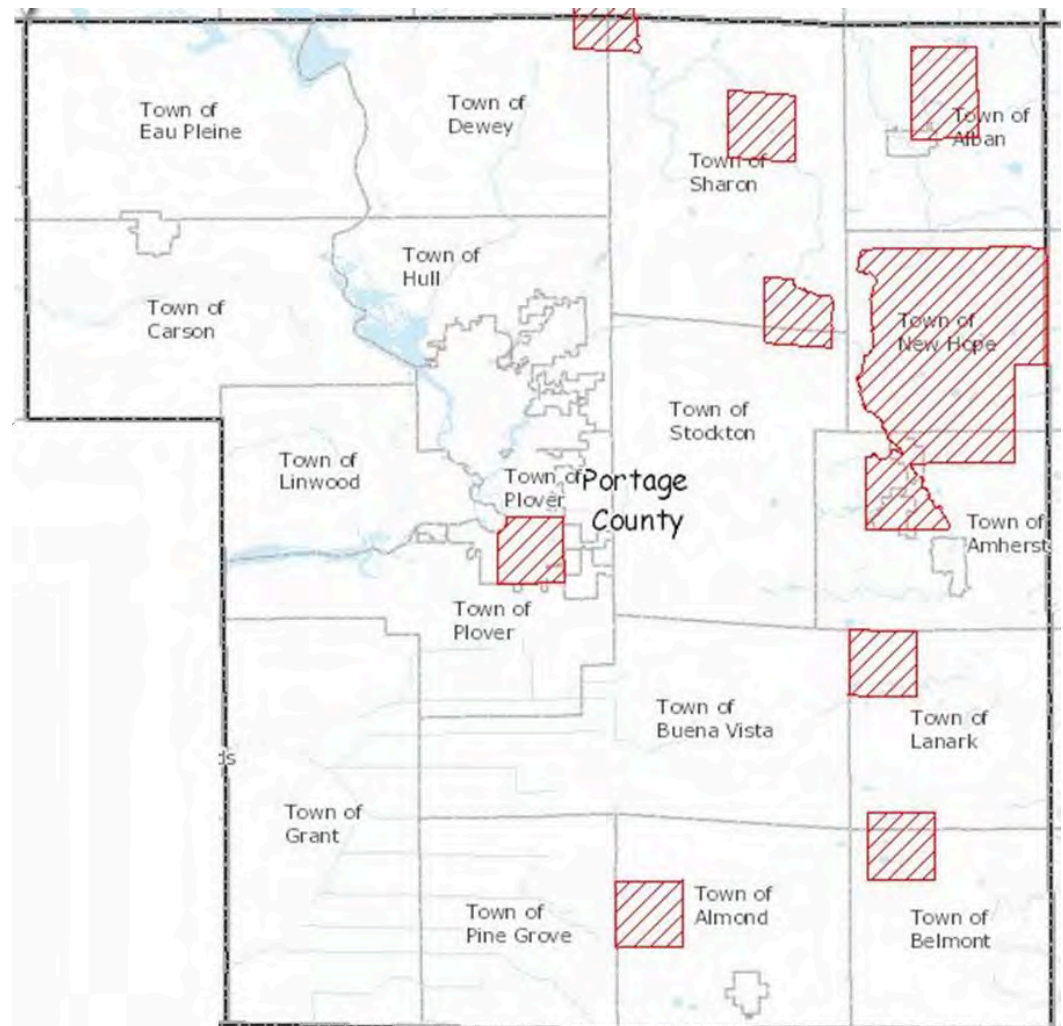 Town of
Eau Pleine
Town of
Dewey
Town of
Sharon
Town of
Alban
Town of
Hull
Town of
Carson
Town of
New Hope
Town of
Stockton
Town of
Linwood
Town of
Plover
Portage
County
Town of
Amherst
Town of
Plover
Town of
Buena Vista
Town of
Lanark
ds
Town of
Grant
Town of
Pine Grove
Town of
Almond
Town of
Belmont